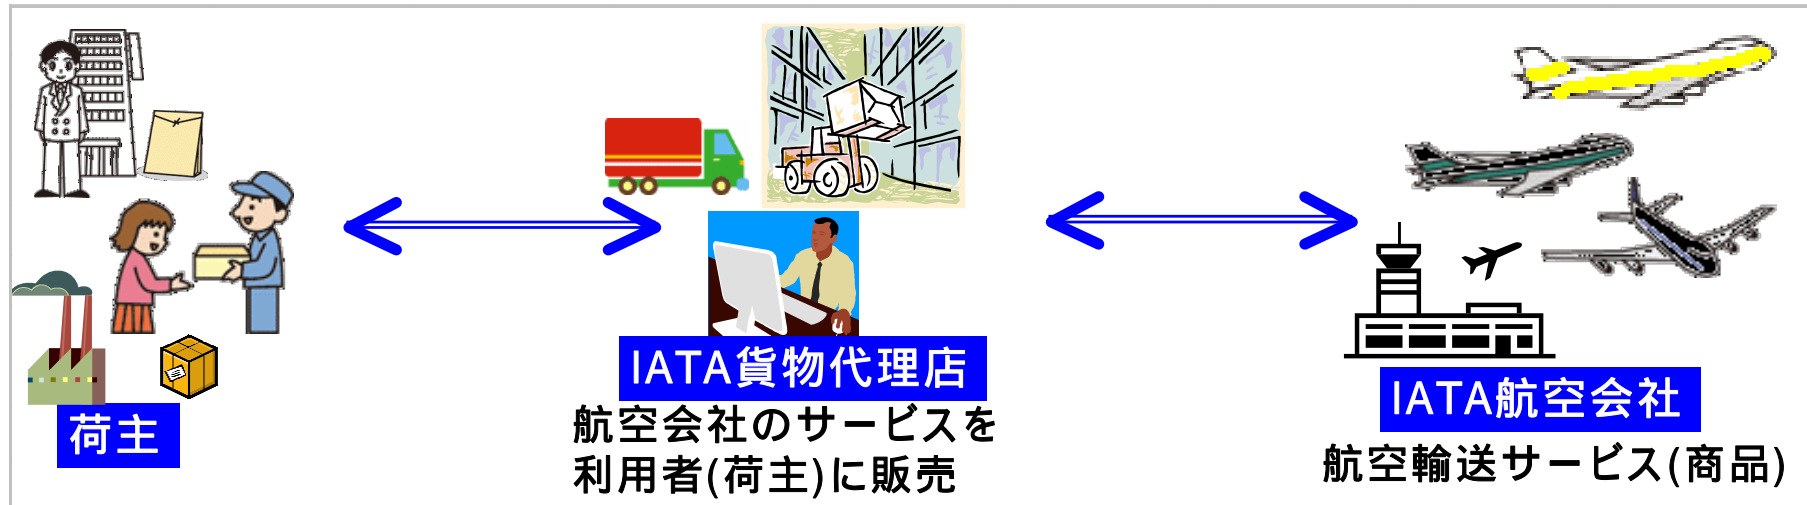 荷主
IATA貨物代理店
航空会社のサービスを
利用者(荷主)に販売
IATA航空会社
航空輸送サービス(商品)